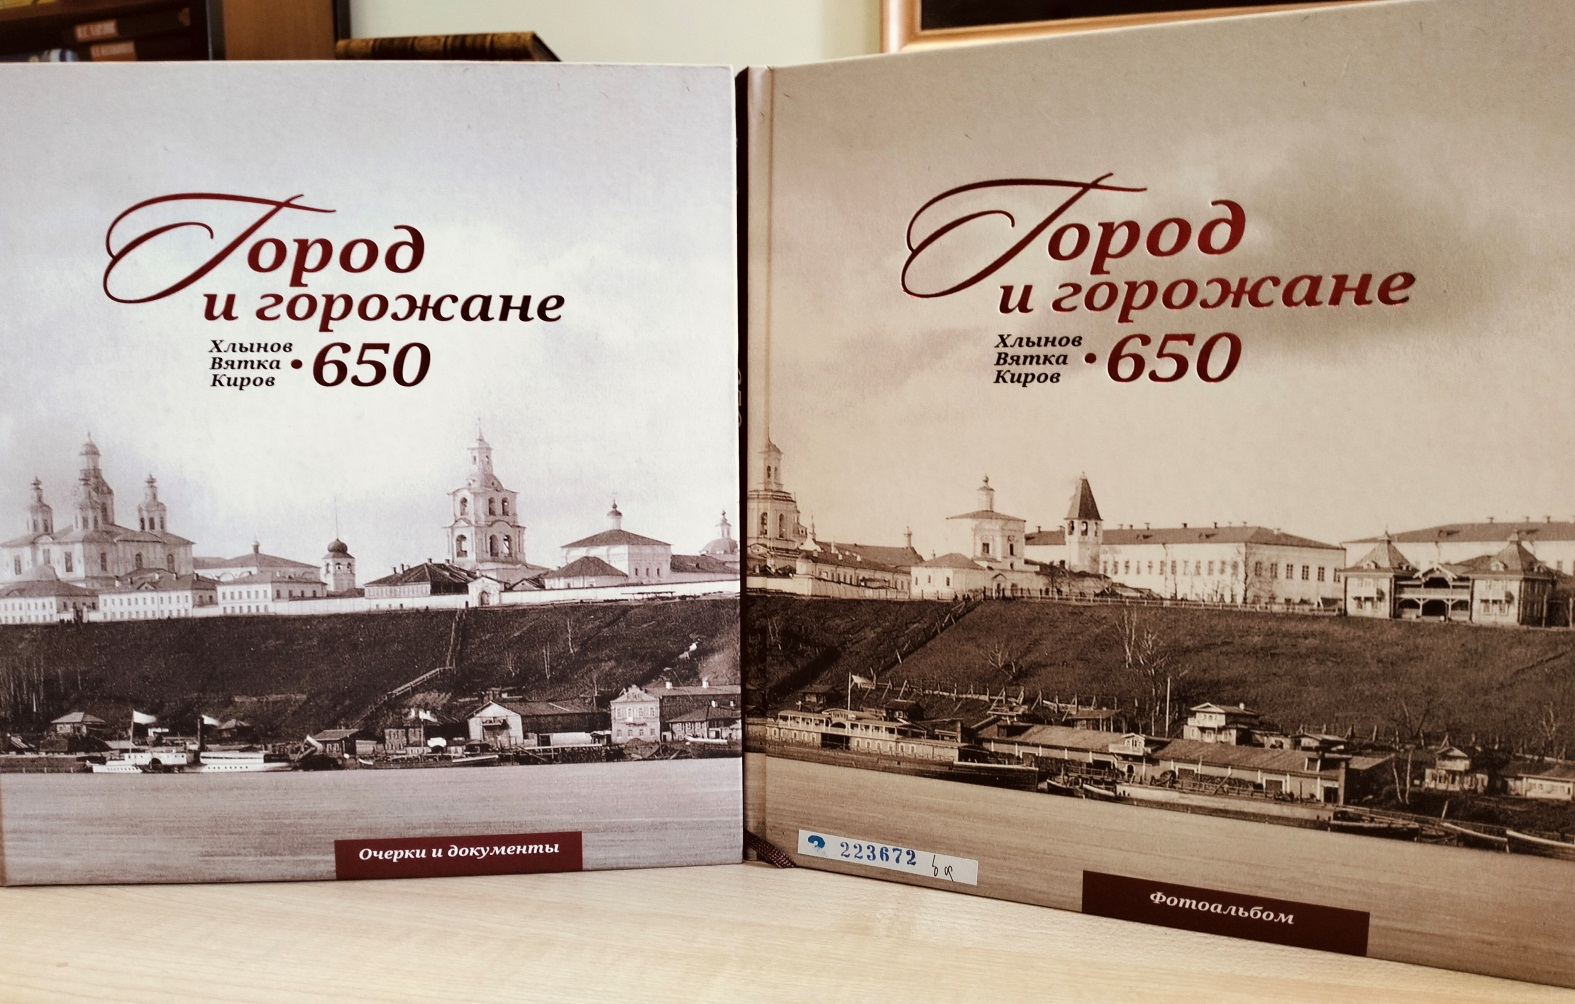 Город
и горожане
Хлынов
Вятка
Киров
• 650
Очерки и документы
Город
и горожане
Хлынов
Вятка
Киров
• 650
223672
Фотоальбом